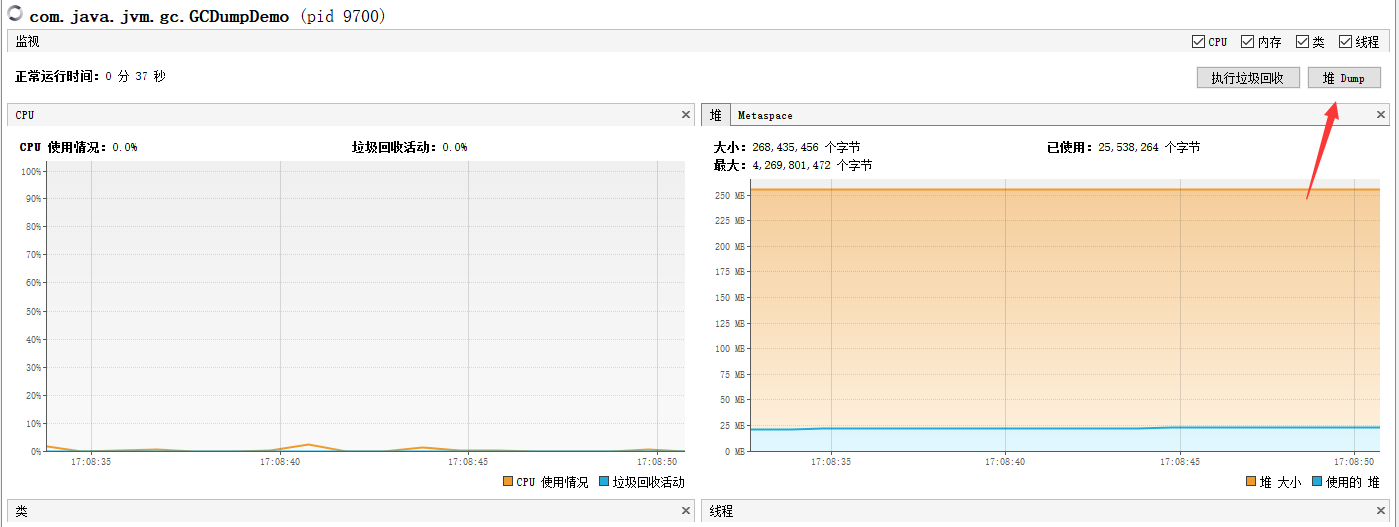 com.java.jvm.gc.GCDumpDemo (pid 9700)
监视
CPU 内存 类 线程
正常运行时间: 0 分 37 秒
执行垃圾回收 堆 Dump
CPU
CPU 使用情况: 0.0% 垃圾回收活动: 0.0%
100%
90%
80%
70%
60%
50%
40%
30%
20%
10%
0%
17:08:35 17:08:40 17:08:45 17:08:50
CPU 使用情况 垃圾回收活动
堆 Metaspace
大小: 268,435,456 个字节 已使用: 25,538,264 个字节
最大: 4,269,801,472 个字节
250 MB
225 MB
200 MB
175 MB
150 MB
125 MB
100 MB
75 MB
50 MB
25 MB
0 MB
17:08:35 17:08:40 17:08:45 17:08:50
堆 大小 使用的 堆
类
线程